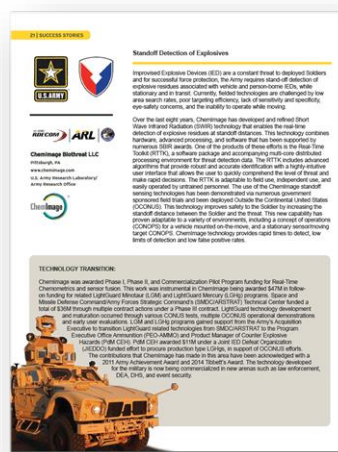 21 | SUCCESS STORIES
Standoff Detection of Explosives
U.S. ARMY
RDECOM
ARL
ChemImage Biothreat LLC
Pittsburgh, PA
www.chemimage.com
U.S. Army Research Laboratory/
Army Research Office
ChemImage
Improvised Explosive Devices (IED) are a constant threat to deployed Soldiers
and for successful force protection, the Army requires stand-off detection of
explosive residues associated with vehicle and person-borne IEDs, while
stationary and in transit. Currently, fielded technologies are challenged by low
area search rates, poor targeting efficiency, lack of sensitivity and specificity,
eye-safety concerns, and the inability to operate while moving.
Over the last eight years, ChemImage has developed and refined Short
Wave Infrared Radiation (SWIR) technology that enables the real-time
detection of explosive residues at standoff distances. This technology combines
hardware, advanced processing, and software that has been supported by
numerous SBIR awards. One of the products of these efforts is the Real-Time
Toolkit (RTTK), a software package and accompanying multi-core distributed
processing environment for threat detection data. The RTTK includes advanced
algorithms that provide robust and accurate identification with a highly-intuitive
user interface that allows the user to quickly comprehend the level of threat and
make rapid decisions. The RTTK is adaptable to field use, independent use, and
easily operated by untrained personnel. The use of the ChemImage standoff
sensing technologies has been demonstrated via numerous government
sponsored field trials and been deployed Outside the Continental United States
(OCONUS). This technology improves safety to the Soldier by increasing the
standoff distance between the Soldier and the threat. This new capability has
proven adaptable to a variety of environments, including a concept of operations
(CONOPS) for a vehicle mounted on-the-move, and a stationary sensor/moving
target CONOPS. ChemImage technology provides rapid times to detect, low
limits of detection and low false positive rates.
TECHNOLOGY TRANSITION:
ChemImage was awarded Phase I, Phase II, and Commercialization Pilot Program funding for Real-Time
Chemometrics and sensor fusion. This work was instrumental in ChemImage being awarded $47M in follow-
on funding for related LightGuard Minotaur (LGM) and LightGuard Mercury (LGHg) programs. Space and
Missile Defense Command/Army Forces Strategic Command's (SMDC/ARSTRAT) Technical Center funded a
total of $36M through multiple contract actions under a Phase III contract. LightGuard technology development
and maturation occurred through various CONUS tests, multiple OCONUS operational demonstrations
and early user evaluations. LGM and LGHg programs gained support from the Army's Acquisition
Executive to transition LightGuard related technologies from SMDC/ARSTRAT to the Program
Executive Office Ammunition (PEO-AMMO) and Product Manager of Counter Explosive
Hazards (PdM CEH). PdM CEH awarded $11M under a Joint IED Defeat Organization
(JIEDDO) funded effort to procure production type LGHgs, in support of OCONUS efforts.
The contributions that ChemImage has made in this area have been acknowledged with a
2011 Army Achievement Award and 2014 Tibbett's Award. The technology developed
for the military is now being commercialized in new arenas such as law enforcement,
DEA, DHS, and event security.